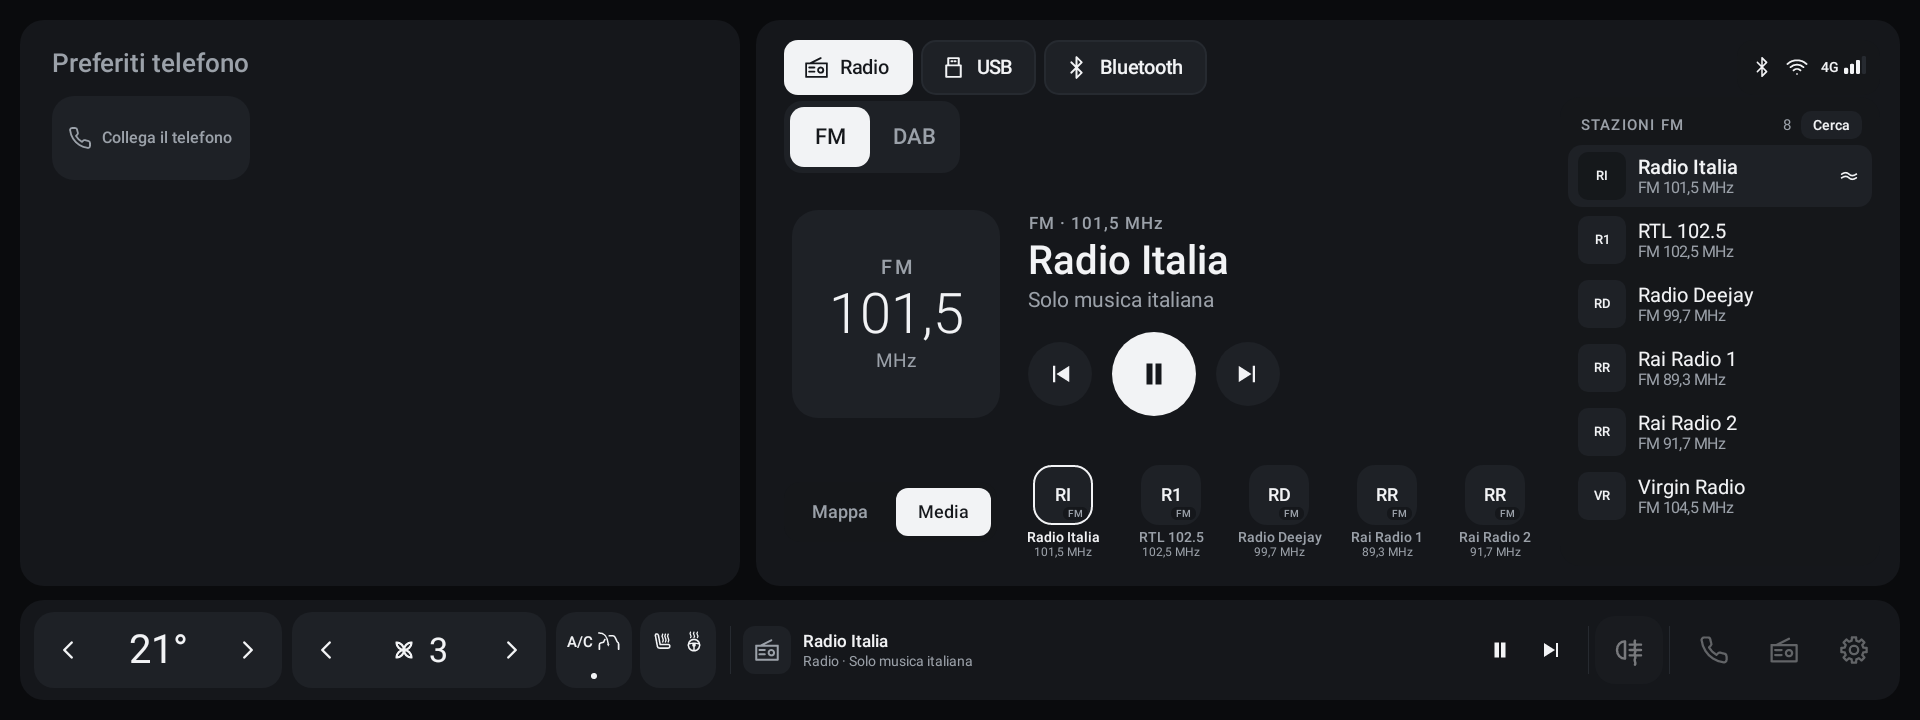 Preferiti telefono
Collega il telefono
Radio
USB
Bluetooth
4G
FM
DAB
STAZIONI FM
8
Cerca
FM
101,5
MHz
FM · 101,5 MHz
Radio Italia
Solo musica italiana
RI
Radio Italia
FM 101,5 MHz
R1
RTL 102.5
FM 102,5 MHz
RD
Radio Deejay
FM 99,7 MHz
RR
Rai Radio 1
FM 89,3 MHz
RR
Rai Radio 2
FM 91,7 MHz
VR
Virgin Radio
FM 104,5 MHz
Mappa
Media
RI
FM
Radio Italia
101,5 MHz
R1
FM
RTL 102.5
102,5 MHz
RD
FM
Radio Deejay
99,7 MHz
RR
FM
Rai Radio 1
89,3 MHz
RR
FM
Rai Radio 2
91,7 MHz
21°
3
A/C
Radio Italia
Radio · Solo musica italiana